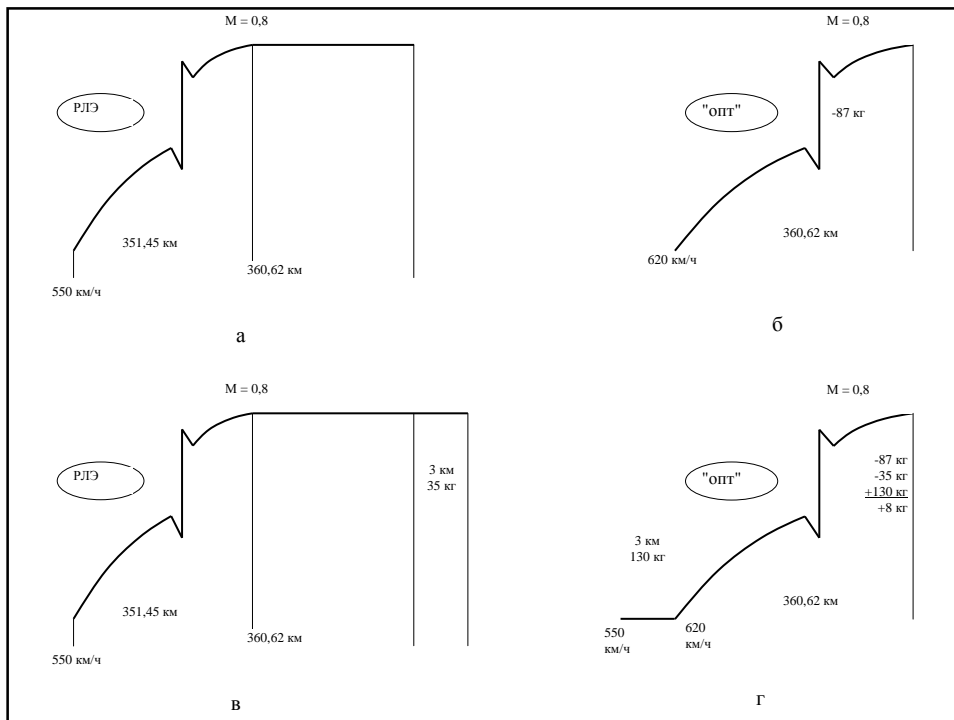 M = 0,8
РЛЭ
351,45 км
360,62 км
550 км/ч
а
M = 0,8
"опт"
-87 кг
360,62 км
620 км/ч
б
M = 0,8
РЛЭ
3 км
35 кг
351,45 км
360,62 км
550 км/ч
в
M = 0,8
"опт"
-87 кг
-35 кг
+130 кг
+8 кг
3 км
130 кг
360,62 км
550
км/ч
620
км/ч
г